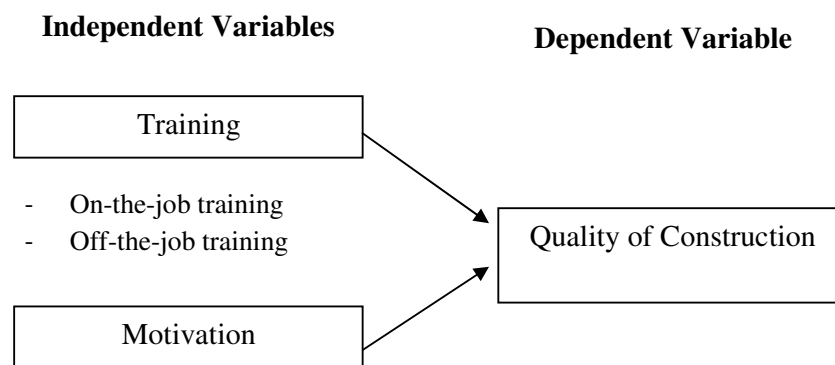 Independent Variables
Dependent Variable
Training
- On-the-job training
- Off-the-job training
Quality of Construction
Motivation